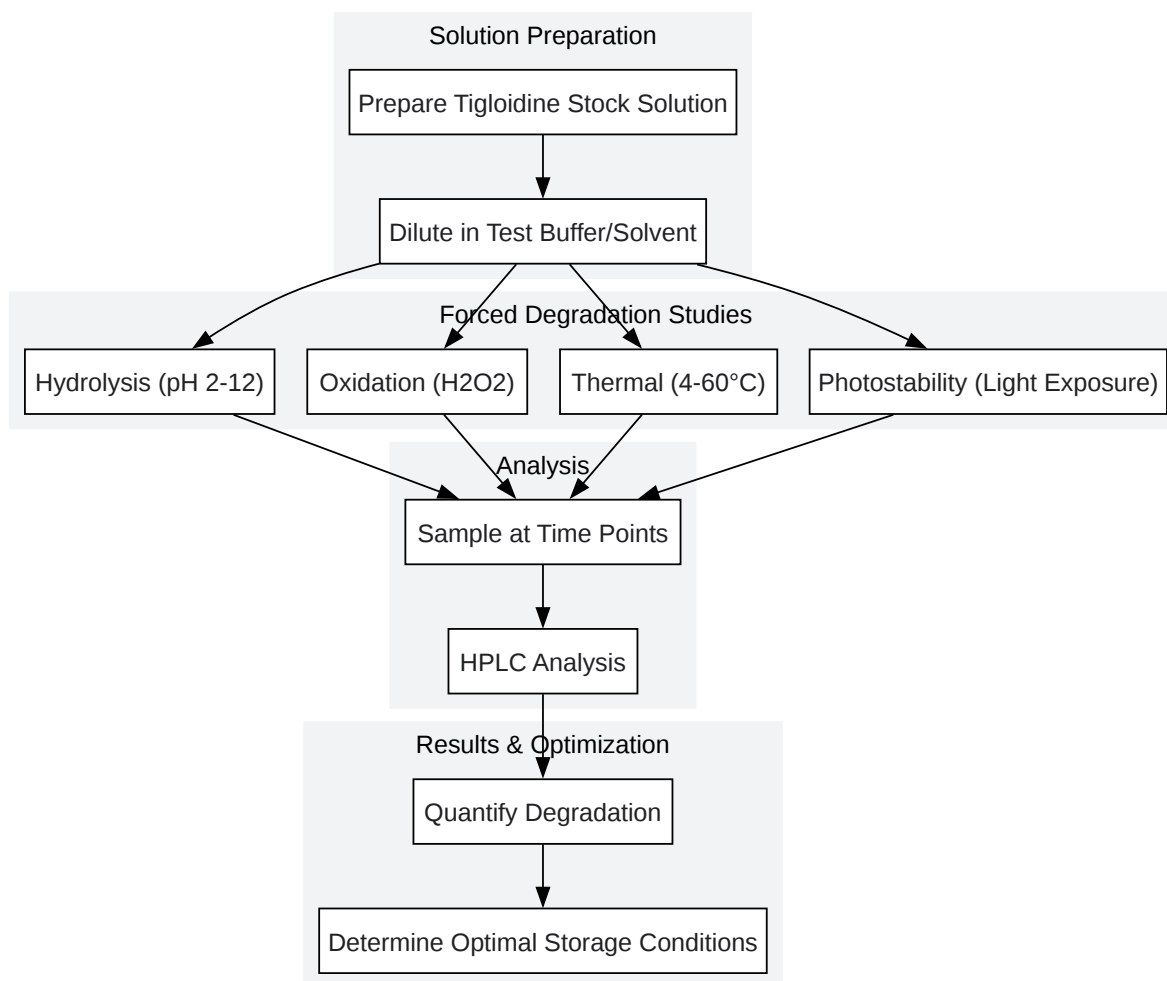 Solution Preparation
Prepare Tigloidine Stock Solution
Dilute in Test Buffer/Solvent
Forced Degradation Studies
Hydrolysis (pH 2-12)
Oxidation (H2O2)
Thermal (4-60°C)
Photostability (Light Exposure)
Analysis
Sample at Time Points
HPLC Analysis
Results & Optimization
Quantify Degradation
Determine Optimal Storage Conditions